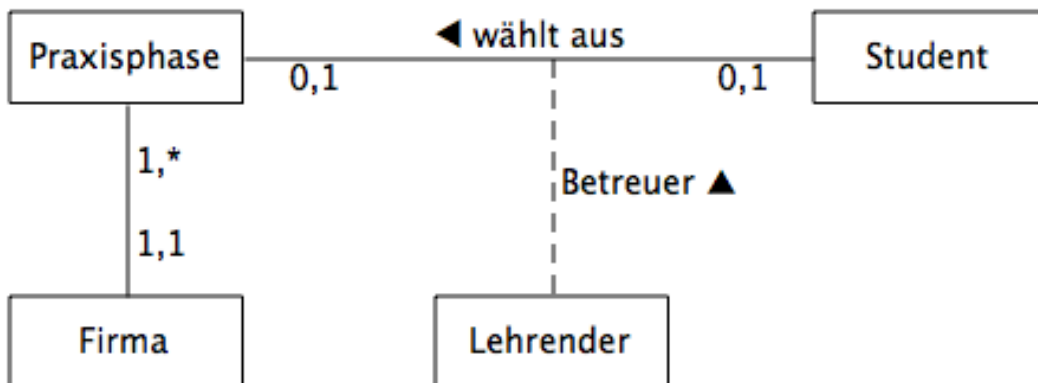 ◀ wählt aus
Praxisphase
Student
0,1
0,1
1,*
Betreuer ▲
1,1
Firma
Lehrender